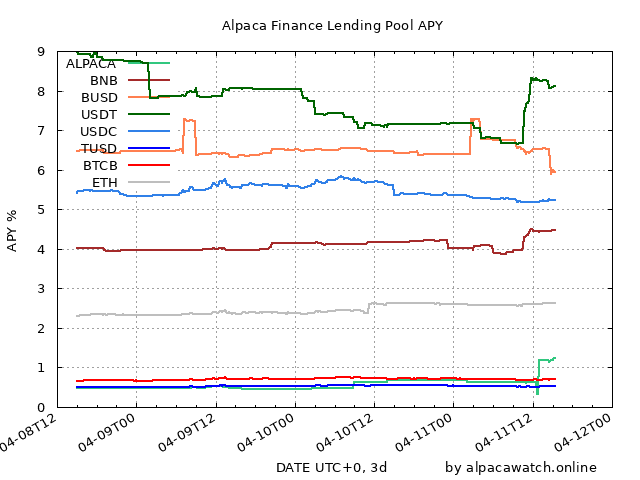 Alpaca Finance Lending Pool APY
9
8
7
6
5
4
3
2
1
0
APY %
ALPACA
BNB
BUSD
USDT
USDC
TUSD
BTCB
ETH
04-08T12
04-09T00
04-09T12
04-10T00
04-10T12
04-11T00
04-11T12
04-12T00
DATE UTC+0, 3d
by alpacawatch.online